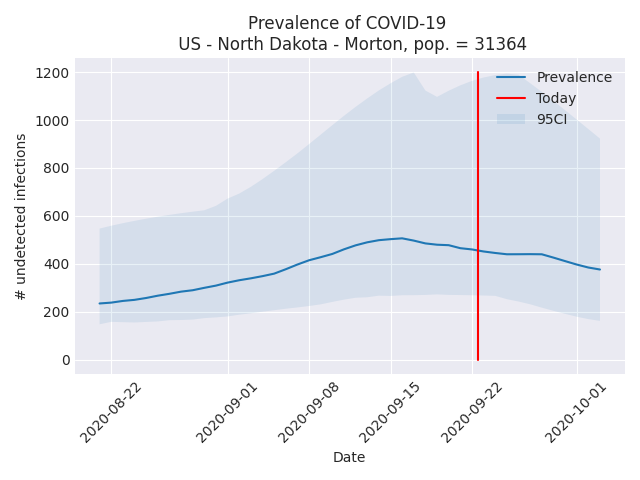 Prevalence of COVID-19
US - North Dakota - Morton, pop. = 31364
Prevalence
Today
95CI
# undetected infections
1200
1000
800
600
400
200
0
2020-08-22
2020-09-01
2020-09-08
2020-09-15
2020-09-22
2020-10-01
Date